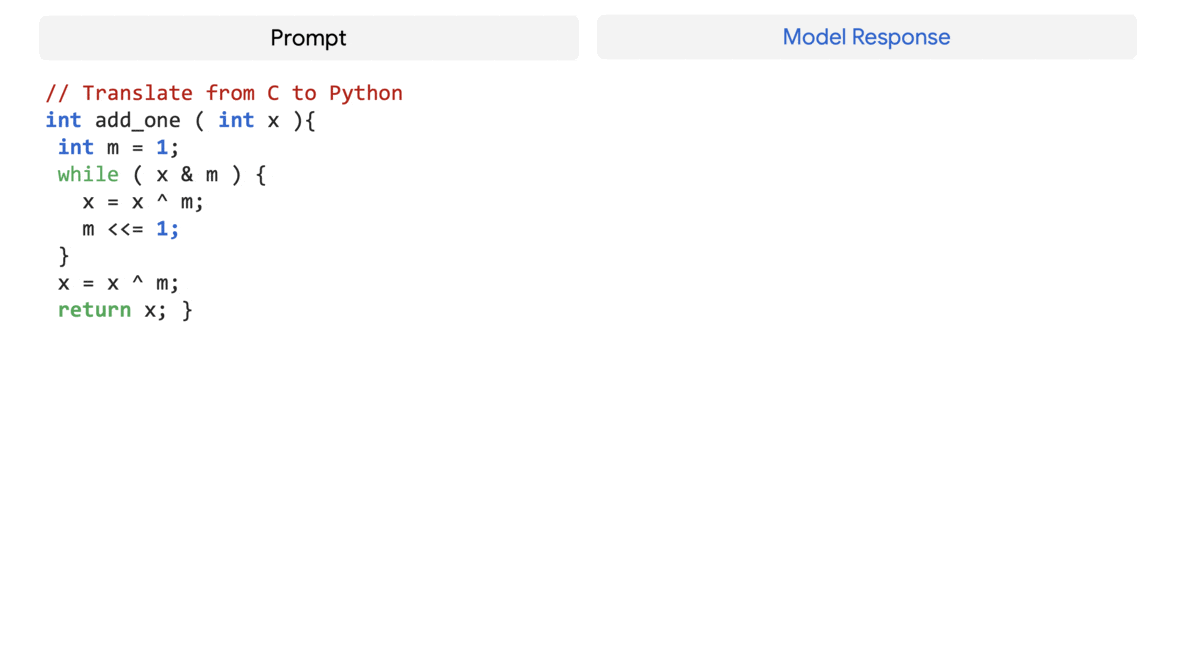 Prompt
Model Response
// Translate from C to Python
int add_one ( int x ){
int m = 1;
while ( x & m ) {
x = x ^ m;
m <<= 1;
}
x = x ^ m;
return x; }